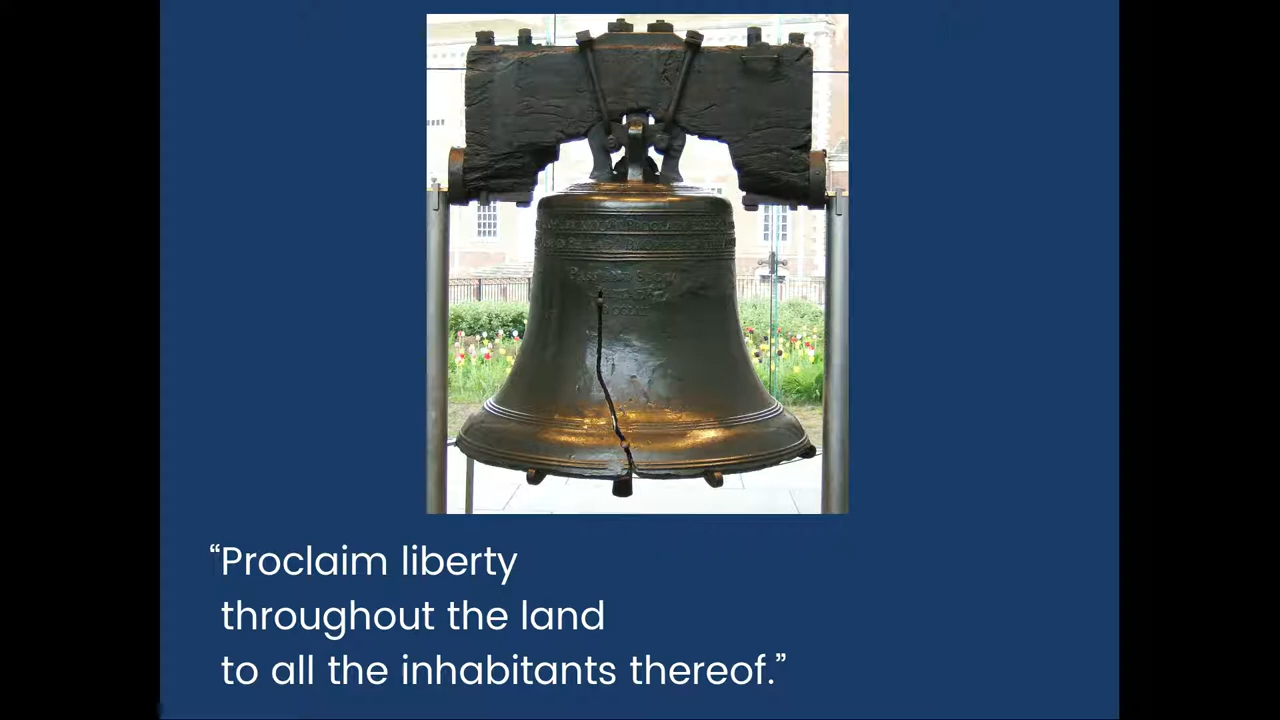 “Proclaim liberty
throughout the land
to all the inhabitants thereof.”